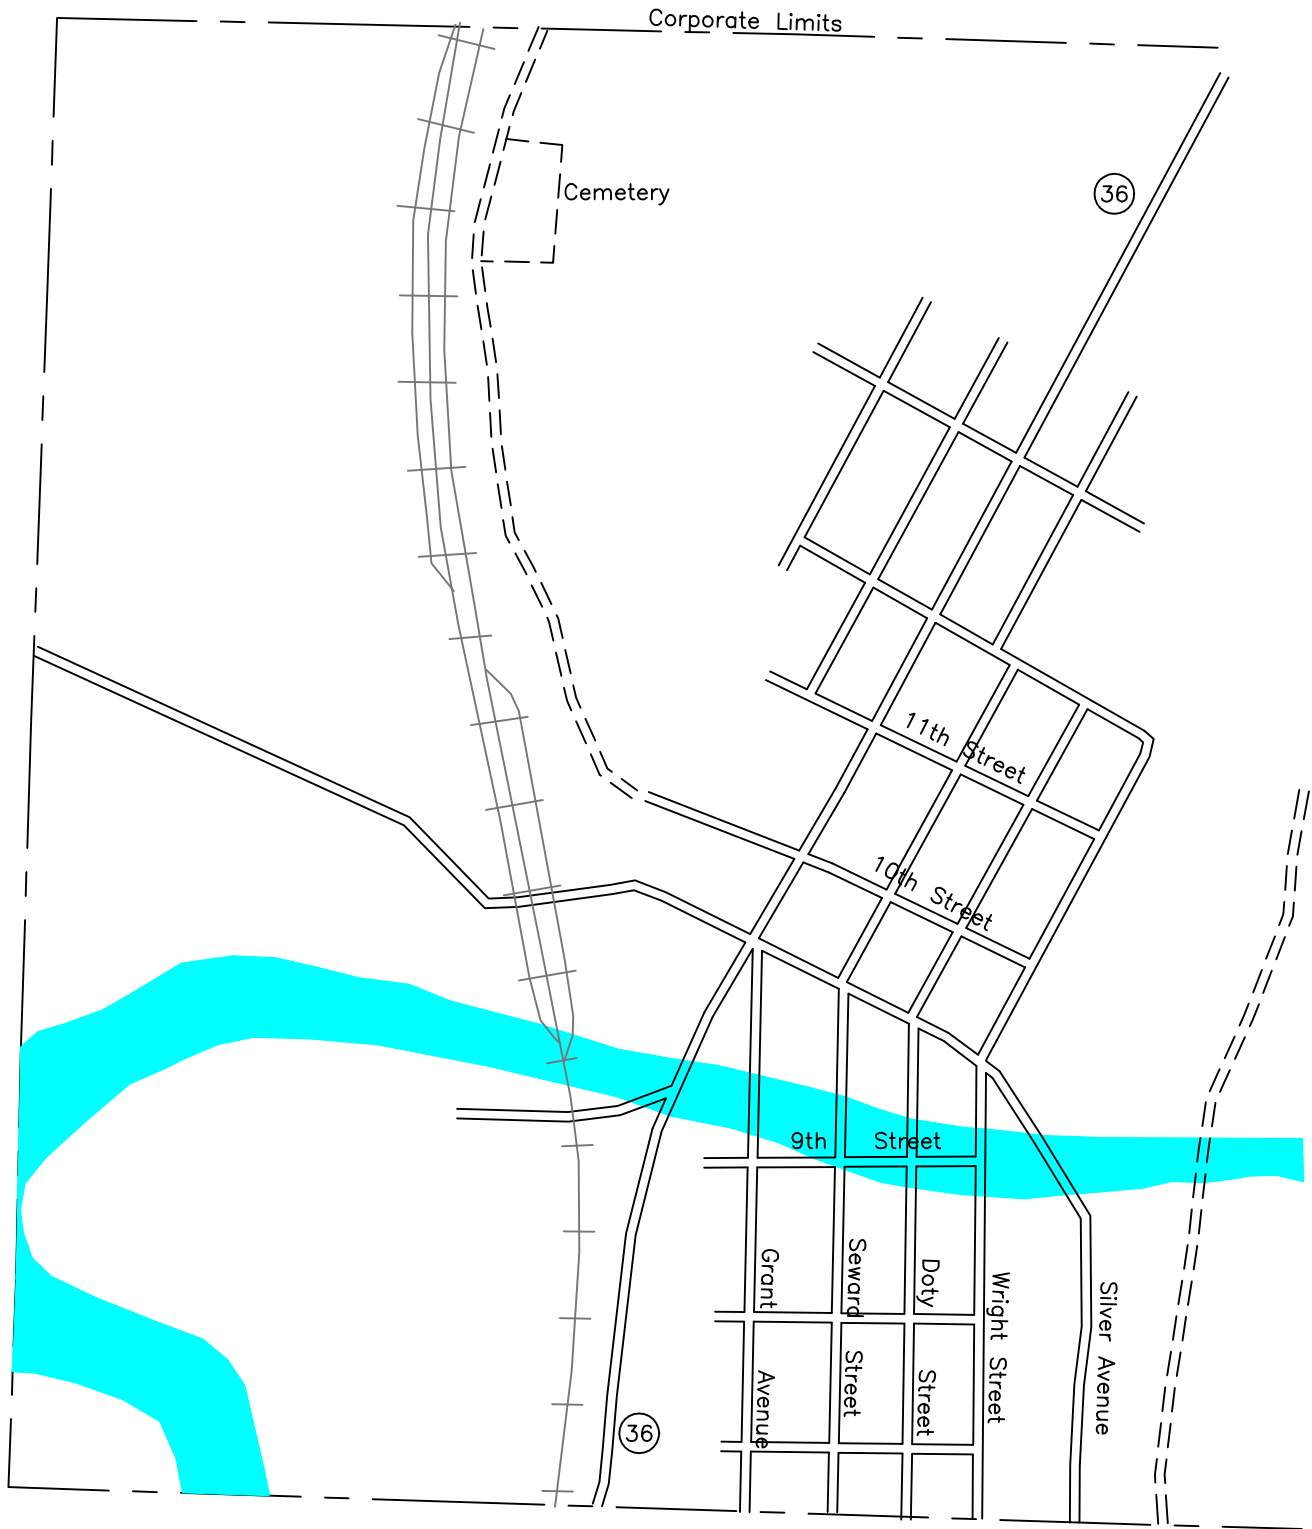 Corporate Limits
Cemetery
36
11th Street
10th Street
9th Street
Grant Avenue
Seward Street
Doty Street
Wright Street
Silver Avenue
36